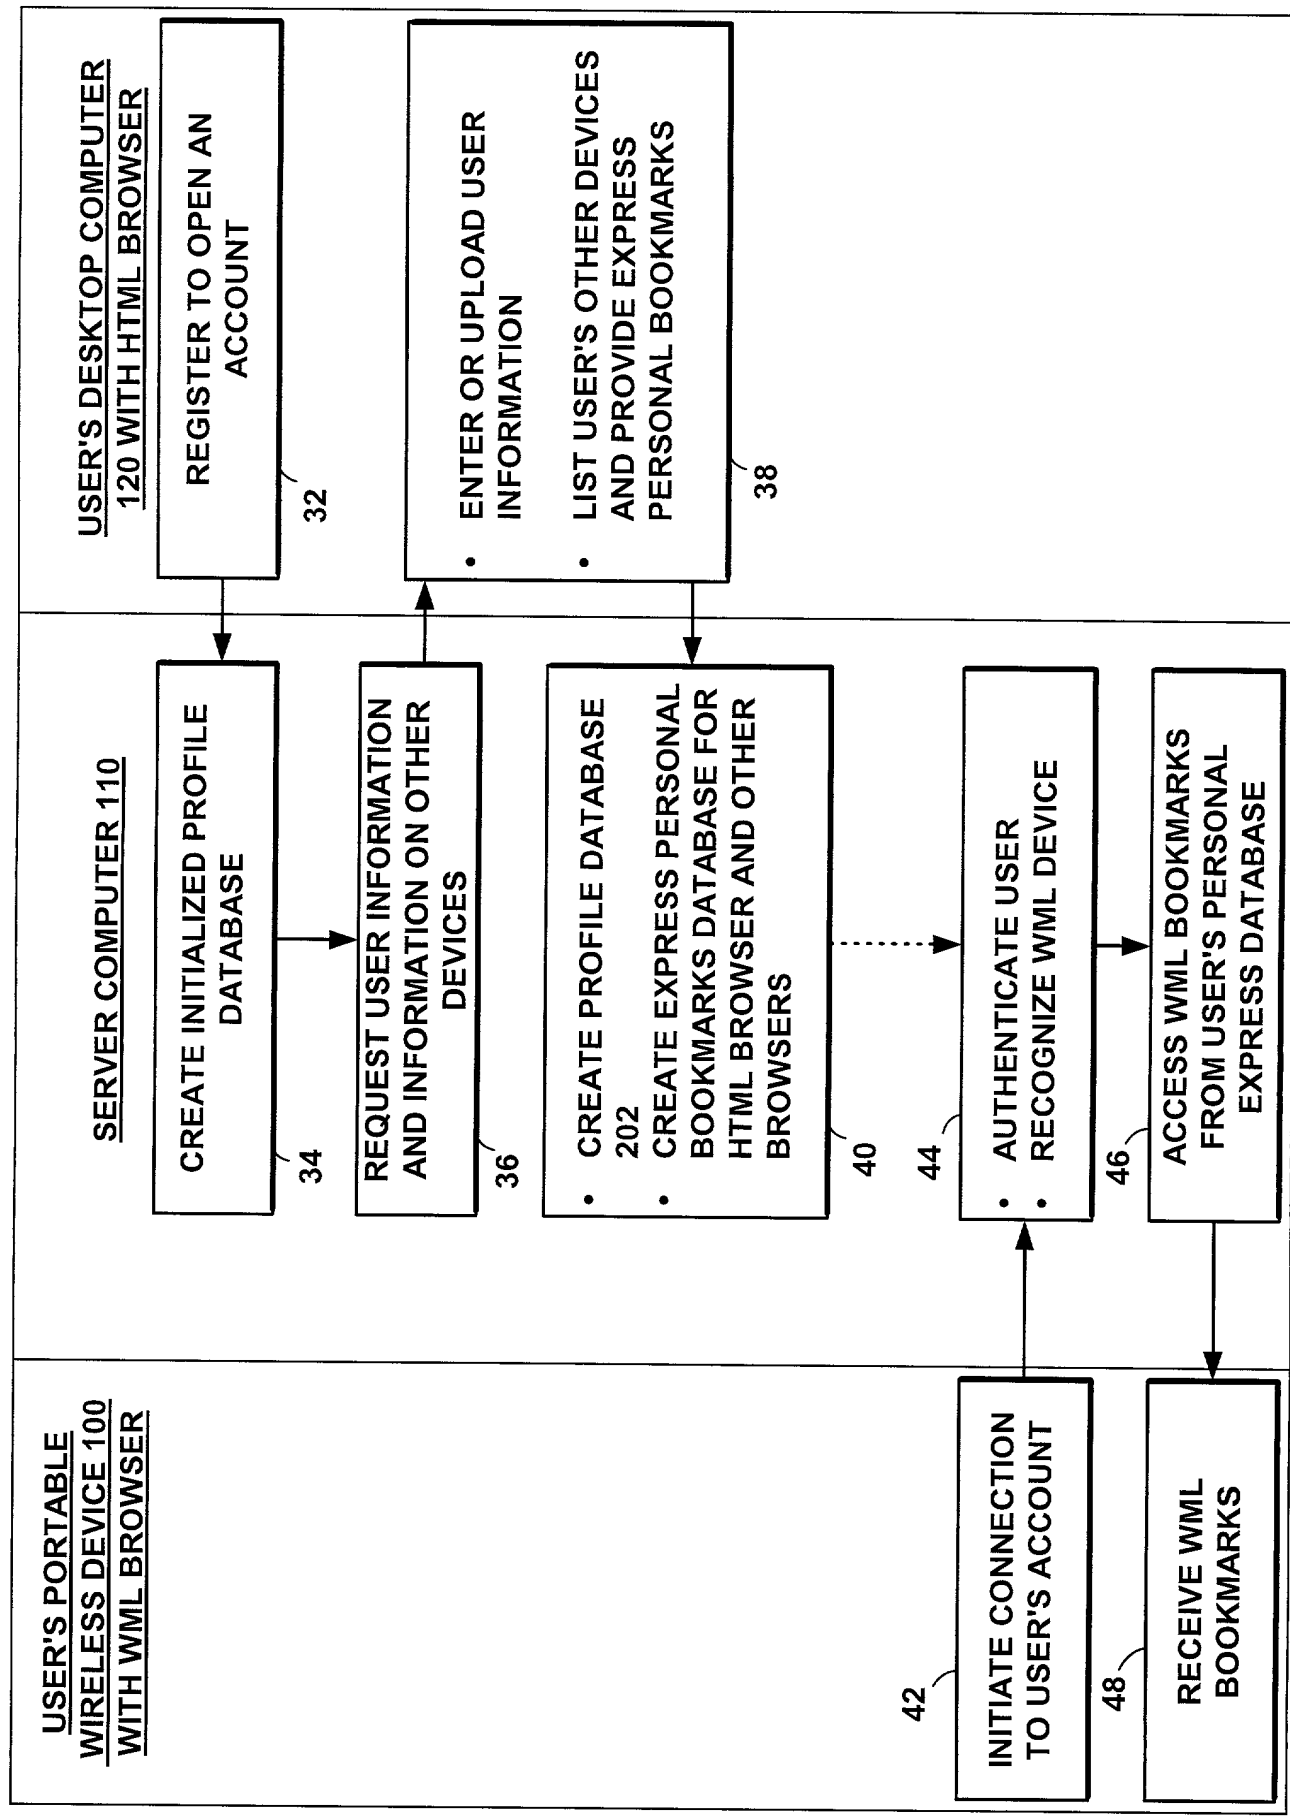 USER'S PORTABLE
WIRELESS DEVICE 100
WITH WML BROWSER
SERVER COMPUTER 110
USER'S DESKTOP COMPUTER
120 WITH HTML BROWSER
REGISTER TO OPEN AN
ACCOUNT
32
CREATE INITIALIZED PROFILE
DATABASE
34
REQUEST USER INFORMATION
AND INFORMATION ON OTHER
DEVICES
36
• ENTER OR UPLOAD USER
INFORMATION
• LIST USER'S OTHER DEVICES
AND PROVIDE EXPRESS
PERSONAL BOOKMARKS
38
• CREATE PROFILE DATABASE
202
• CREATE EXPRESS PERSONAL
BOOKMARKS DATABASE FOR
HTML BROWSER AND OTHER
BROWSERS
40
42
INITIATE CONNECTION
TO USER'S ACCOUNT
44
• AUTHENTICATE USER
• RECOGNIZE WML DEVICE
46
ACCESS WML BOOKMARKS
FROM USER'S PERSONAL
EXPRESS DATABASE
48
RECEIVE WML
BOOKMARKS